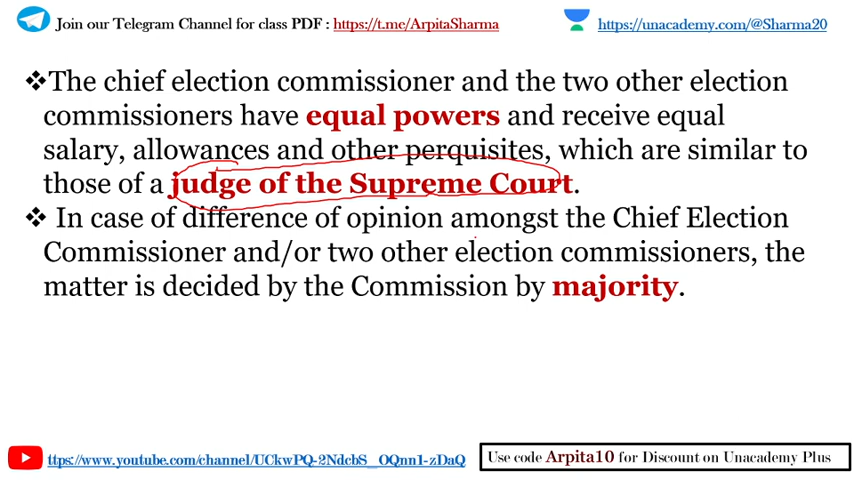 Join our Telegram Channel for class PDF : https://t.me/ArpitaSharma
https://unacademy.com/@Sharma20
❖The chief election commissioner and the two other election
commissioners have equal powers and receive equal
salary, allowances and other perquisites, which are similar to
those of a judge of the Supreme Court.
❖ In case of difference of opinion amongst the Chief Election
Commissioner and/or two other election commissioners, the
matter is decided by the Commission by majority.
ttps://www.youtube.com/channel/UCkwPQ-2NdcbS_OQnn1-zDaQ
Use code Arpita10 for Discount on Unacademy Plus